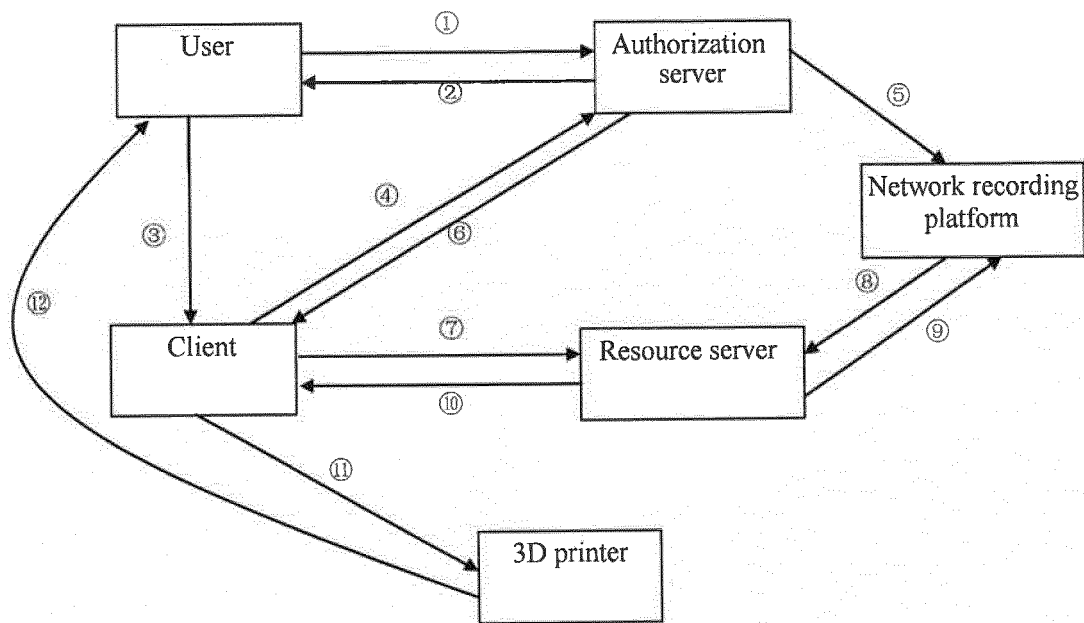 ①
User
Authorization
server
②
⑤
④
Network recording
platform
③
⑥
⑧
⑫
Client
⑦
Resource server
⑨
⑩
⑪
3D printer